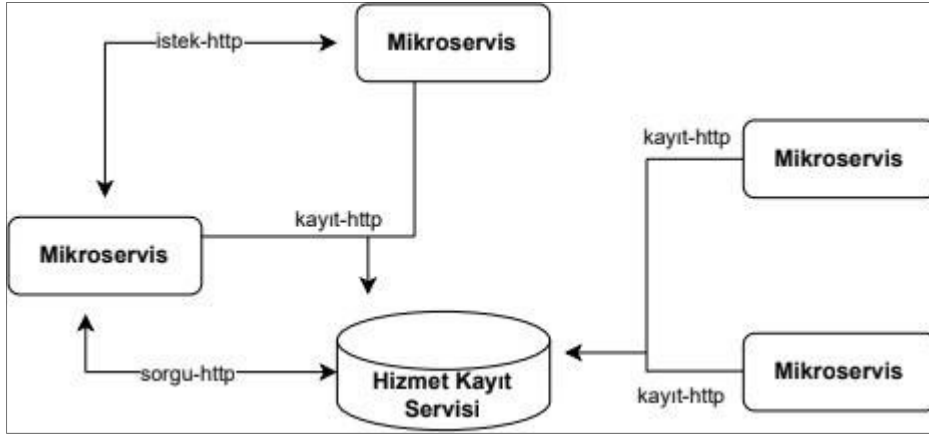 istek-http
Mikroservis
kayıt-http
Mikroservis
kayıt-http
Mikroservis
sorgu-http
Hizmet Kayıt
Servisi
kayıt-http
Mikroservis